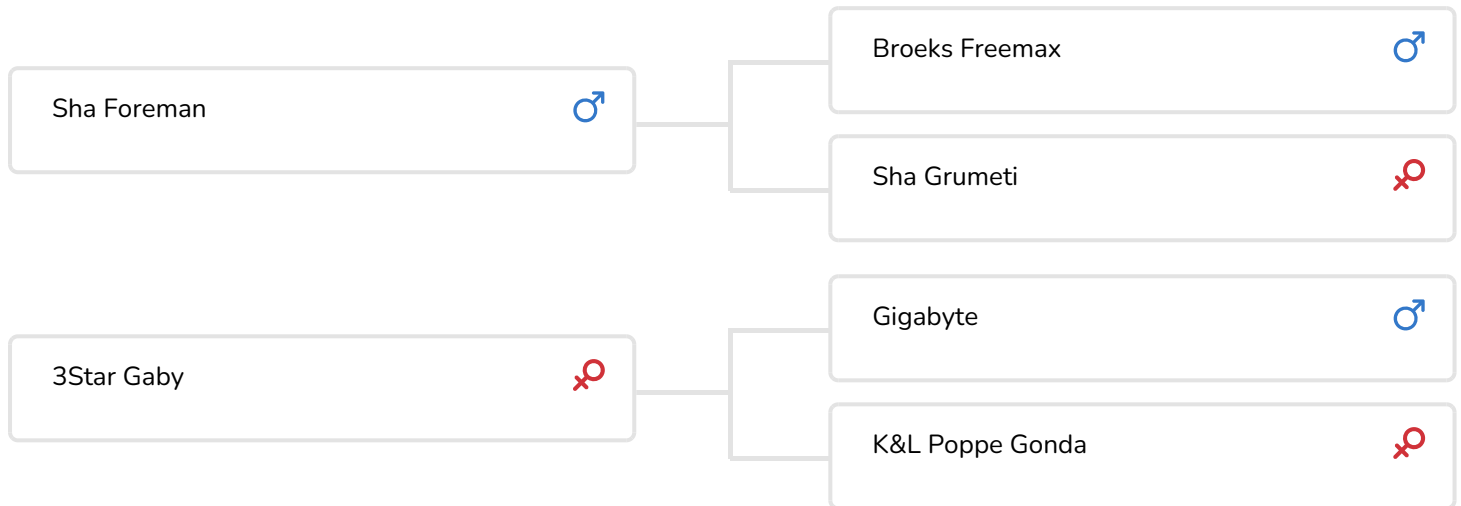 Broeks Freemax
Sha Foreman
Sha Grumeti
Gigabyte
3Star Gaby
K&L Poppe Gonda